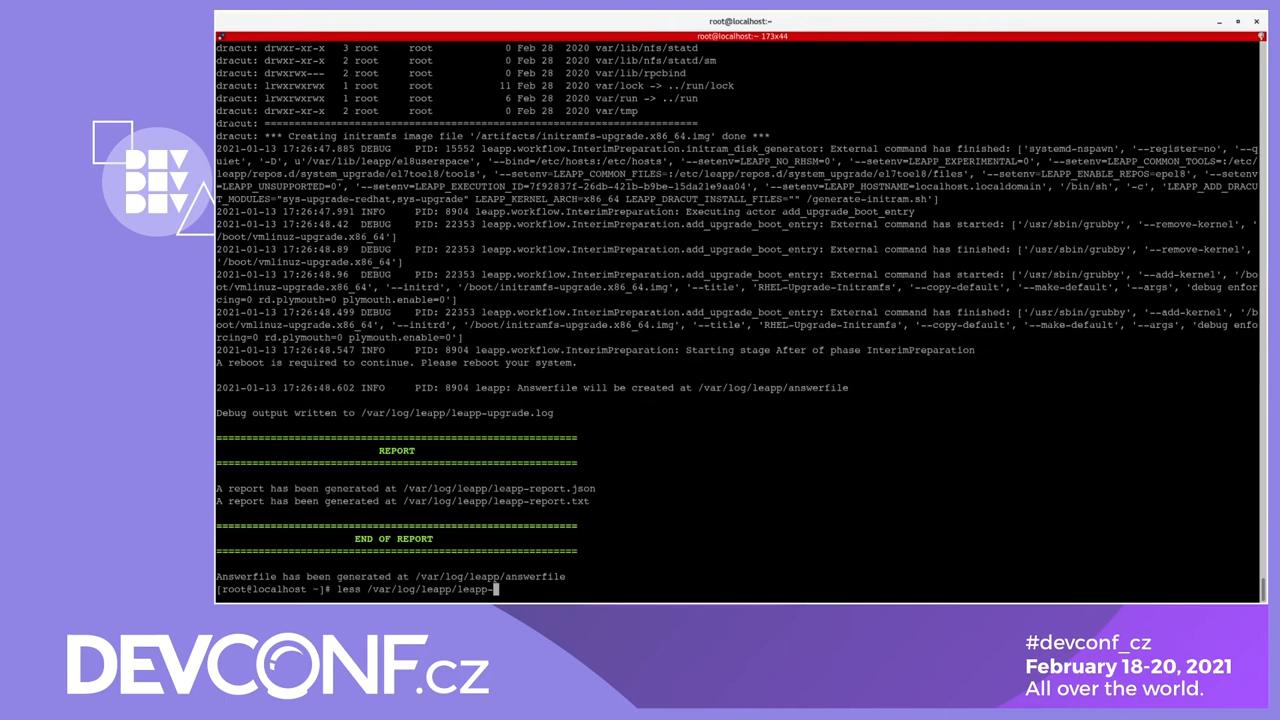 root@localhost:~
root@localhost:~ 173x44
dracut: drwxr-xr-x   3 root     root            0 Feb 28  2020 var/lib/nfs/statd
dracut: drwxr-xr-x   2 root     root            0 Feb 28  2020 var/lib/nfs/statd/sm
dracut: drwxrwx---   2 root     root            0 Feb 28  2020 var/lib/rpcbind
dracut: lrwxrwxrwx   1 root     root           11 Feb 28  2020 var/lock -> ../run/lock
dracut: lrwxrwxrwx   1 root     root            6 Feb 28  2020 var/run -> ../run
dracut: drwxr-xr-x   2 root     root            0 Feb 28  2020 var/tmp
dracut: ========================================================================
dracut: *** Creating initramfs image file '/artifacts/initramfs-upgrade.x86_64.img' done ***
2021-01-13 17:26:47.885 DEBUG    PID: 15552 leapp.workflow.InterimPreparation.initram_disk_generator: External command has finished: ['systemd-nspawn', '--register=no', '--q
uiet', '-D', u'/var/lib/leapp/el8userspace', '--bind=/etc/hosts:/etc/hosts', '--setenv=LEAPP_NO_RHSM=0', '--setenv=LEAPP_EXPERIMENTAL=0', '--setenv=LEAPP_COMMON_TOOLS=:/etc/
leapp/repos.d/system_upgrade/el7toel8/tools', '--setenv=LEAPP_COMMON_FILES=:/etc/leapp/repos.d/system_upgrade/el7toel8/files', '--setenv=LEAPP_ENABLE_REPOS=epel8', '--setenv
=LEAPP_UNSUPPORTED=0', '--setenv=LEAPP_EXECUTION_ID=7f92837f-26db-421b-b9be-15da21e9aa04', '--setenv=LEAPP_HOSTNAME=localhost.localdomain', '/bin/sh', '-c', 'LEAPP_ADD_DRACU
T_MODULES="sys-upgrade-redhat,sys-upgrade" LEAPP_KERNEL_ARCH=x86_64 LEAPP_DRACUT_INSTALL_FILES="" /generate-initram.sh']
2021-01-13 17:26:47.991 INFO     PID: 8904 leapp.workflow.InterimPreparation: Executing actor add_upgrade_boot_entry
2021-01-13 17:26:48.42  DEBUG    PID: 22353 leapp.workflow.InterimPreparation.add_upgrade_boot_entry: External command has started: ['/usr/sbin/grubby', '--remove-kernel', '
/boot/vmlinuz-upgrade.x86_64']
2021-01-13 17:26:48.89  DEBUG    PID: 22353 leapp.workflow.InterimPreparation.add_upgrade_boot_entry: External command has finished: ['/usr/sbin/grubby', '--remove-kernel',
'/boot/vmlinuz-upgrade.x86_64']
2021-01-13 17:26:48.96  DEBUG    PID: 22353 leapp.workflow.InterimPreparation.add_upgrade_boot_entry: External command has started: ['/usr/sbin/grubby', '--add-kernel', '/bo
ot/vmlinuz-upgrade.x86_64', '--initrd', '/boot/initramfs-upgrade.x86_64.img', '--title', 'RHEL-Upgrade-Initramfs', '--copy-default', '--make-default', '--args', 'debug enfor
cing=0 rd.plymouth=0 plymouth.enable=0']
2021-01-13 17:26:48.499 DEBUG    PID: 22353 leapp.workflow.InterimPreparation.add_upgrade_boot_entry: External command has finished: ['/usr/sbin/grubby', '--add-kernel', '/b
oot/vmlinuz-upgrade.x86_64', '--initrd', '/boot/initramfs-upgrade.x86_64.img', '--title', 'RHEL-Upgrade-Initramfs', '--copy-default', '--make-default', '--args', 'debug enfo
rcing=0 rd.plymouth=0 plymouth.enable=0']
2021-01-13 17:26:48.547 INFO     PID: 8904 leapp.workflow.InterimPreparation: Starting stage After of phase InterimPreparation
A reboot is required to continue. Please reboot your system.
2021-01-13 17:26:48.602 INFO     PID: 8904 leapp: Answerfile will be created at /var/log/leapp/answerfile
Debug output written to /var/log/leapp/leapp-upgrade.log
============================================================
REPORT
============================================================
A report has been generated at /var/log/leapp/leapp-report.json
A report has been generated at /var/log/leapp/leapp-report.txt
============================================================
END OF REPORT
============================================================
Answerfile has been generated at /var/log/leapp/answerfile
[root@localhost ~]# less /var/log/leapp/leapp-
DEV
DEV
DEV
DEVCONF.cz
#devconf_cz
February 18-20, 2021
All over the world.